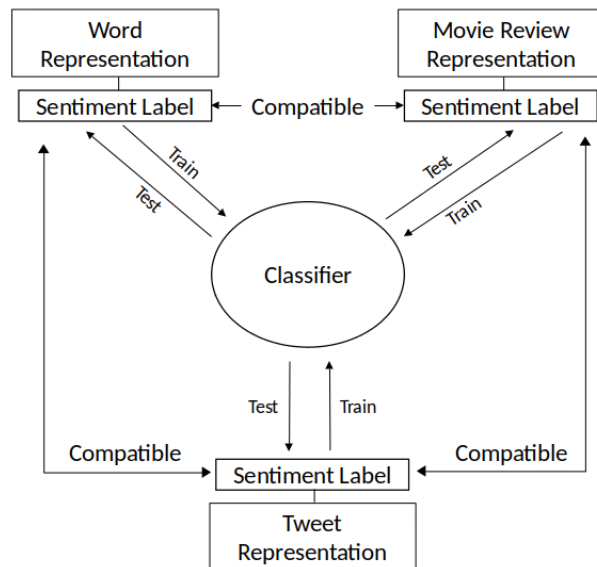 Word
Representation
Movie Review
Representation
Sentiment Label
Compatible
Sentiment Label
Train
Test
Test
Train
Classifier
Test
Train
Compatible
Compatible
Sentiment Label
Tweet
Representation